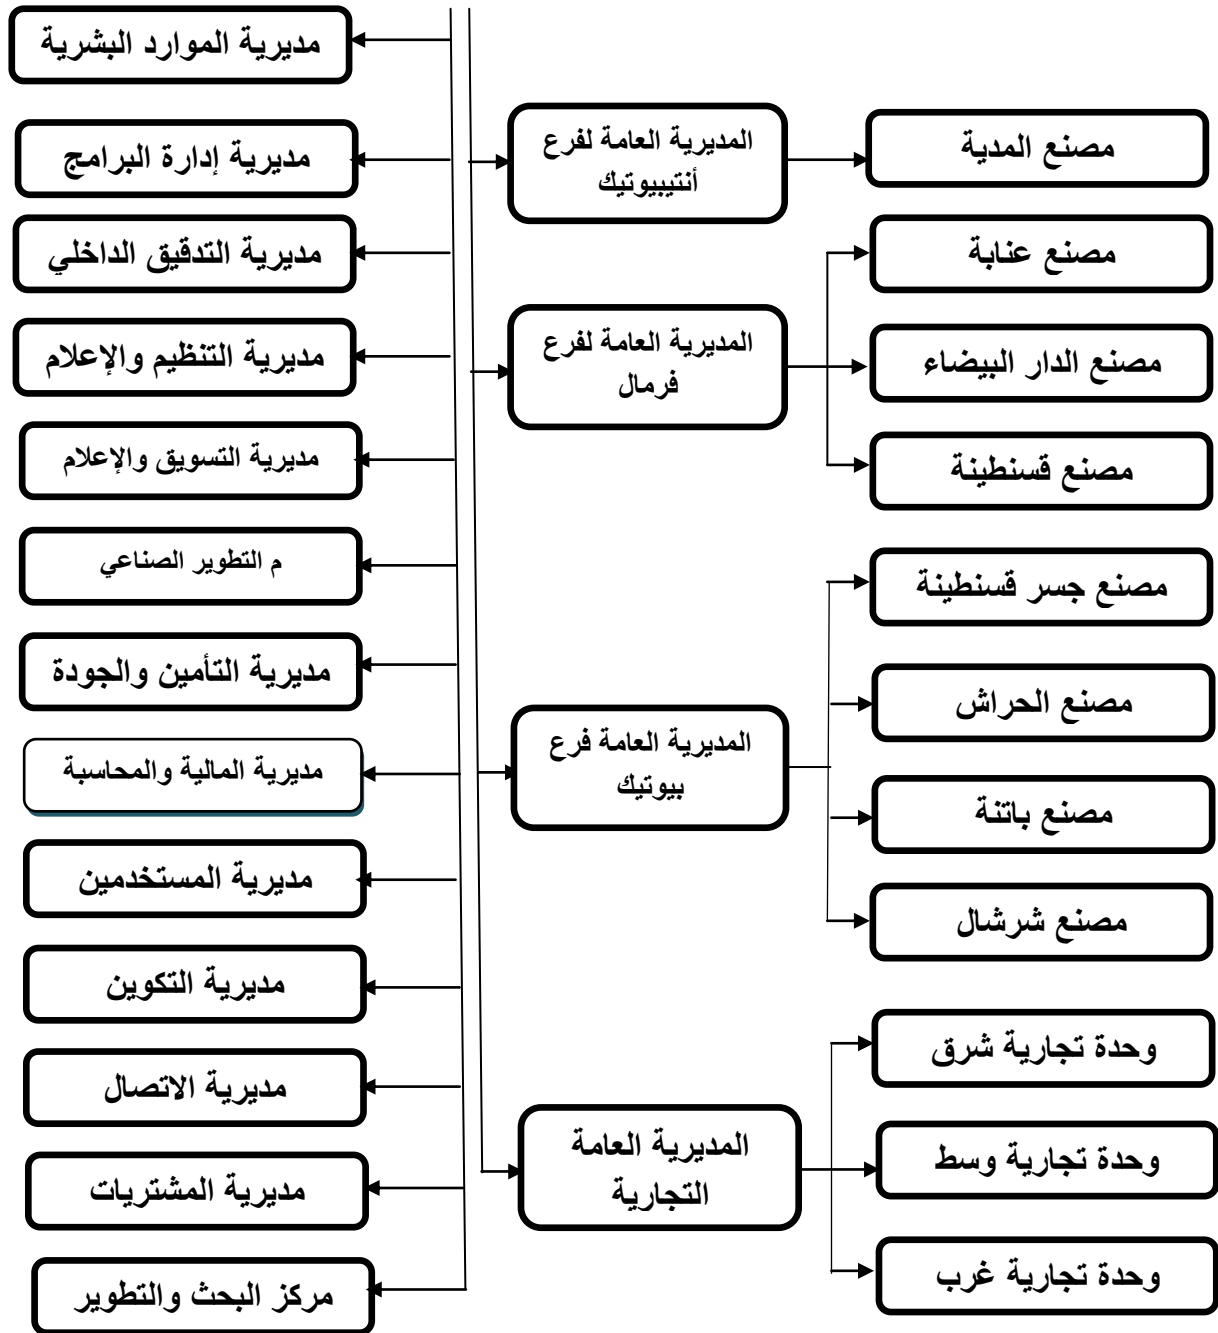 مديرية الموارد البشرية
مديرية إدارة البرامج
مديرية التدقيق الداخلي
مديرية التنظيم والإعلام
مديرية التسويق والإعلام
م التطوير الصناعي
مديرية التأمين والجودة
مديرية المالية والمحاسبة
مديرية المستخدمين
مديرية التكوين
مديرية الاتصال
مديرية المشتريات
مركز البحث والتطوير
المديرية العامة لفرع
أنتيبيوتيك
المديرية العامة لفرع
فرمال
المديرية العامة فرع
بيوتيك
المديرية العامة
التجارية
مصنع المدية
مصنع عنابة
مصنع الدار البيضاء
مصنع قسنطينة
مصنع جسر قسنطينة
مصنع الحراش
مصنع باتنة
مصنع شرشال
وحدة تجارية شرق
وحدة تجارية وسط
وحدة تجارية غرب